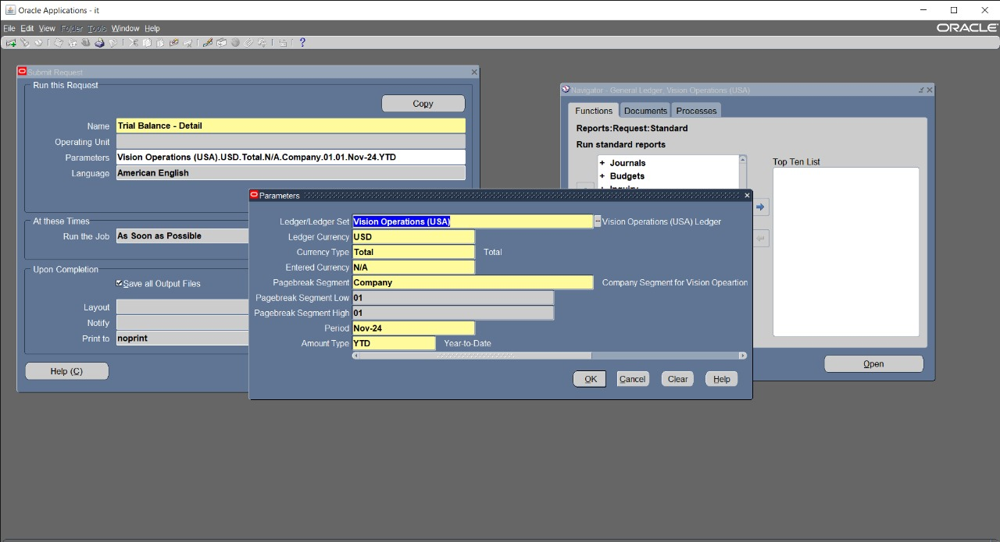 Oracle Applications - it
File Edit View Folder Tools Window Help
ORACLE
Submit Request
Run this Request
Copy
Name Trial Balance - Detail
Operating Unit
Parameters Vision Operations (USA).USD.Total.N/A.Company.01.01.Nov-24.YTD
Language American English
At these Times
Run the Job As Soon as Possible
Upon Completion
Save all Output Files
Layout
Notify
Print to noprint
Help (C)
Navigator - General Ledger, Vision Operations (USA)
Functions Documents Processes
Reports:Request:Standard
Run standard reports
+ Journals
+ Budgets
+ Inquiry
Top Ten List
Open
Parameters
Ledger/Ledger Set Vision Operations (USA) ... Vision Operations (USA) Ledger
Ledger Currency USD
Currency Type Total Total
Entered Currency N/A
Pagebreak Segment Company Company Segment for Vision Opeartion
Pagebreak Segment Low 01
Pagebreak Segment High 01
Period Nov-24
Amount Type YTD Year-to-Date
OK Cancel Clear Help